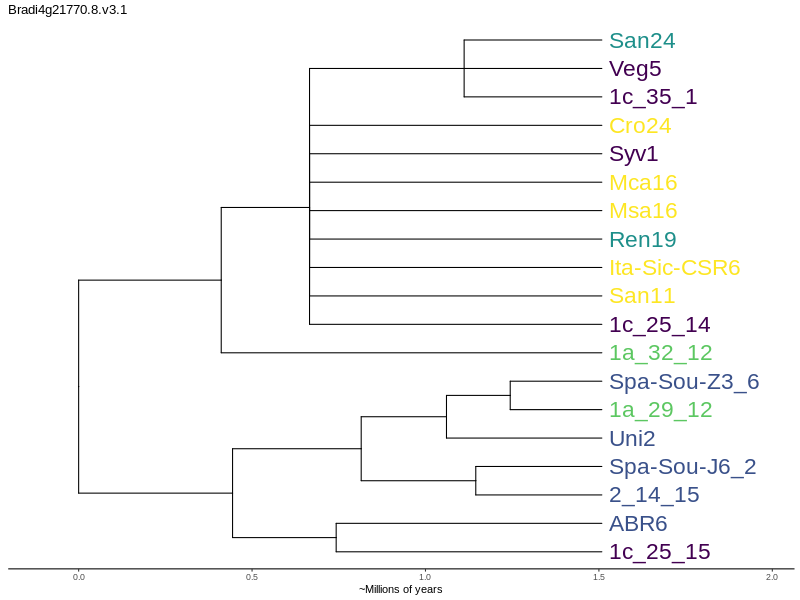 Bradi4g21770.8.v3.1
San24
Veg5
1c_35_1
Cro24
Syv1
Mca16
Msa16
Ren19
Ita-Sic-CSR6
San11
1c_25_14
1a_32_12
Spa-Sou-Z3_6
1a_29_12
Uni2
Spa-Sou-J6_2
2_14_15
ABR6
1c_25_15
0.0 0.5 1.0 1.5 2.0
~Millions of years